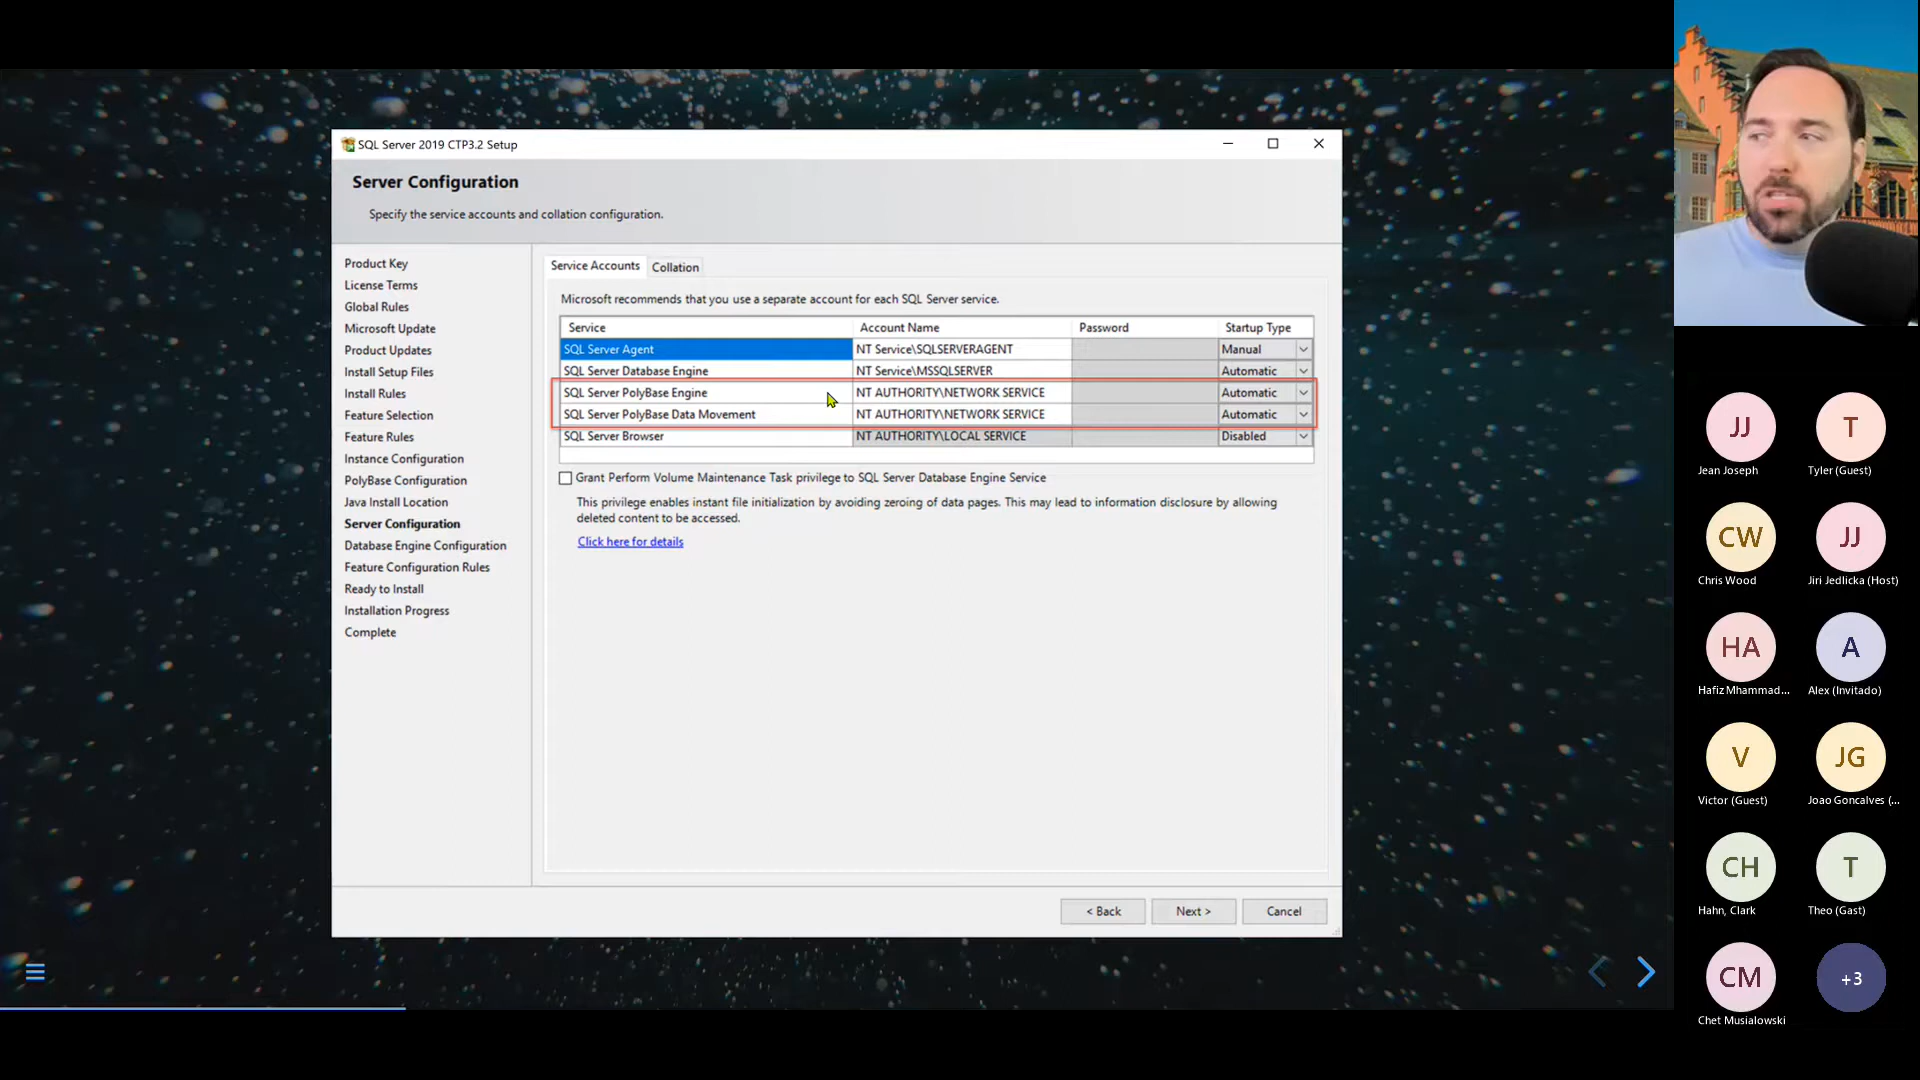 SQL Server 2019 CTP3.2 Setup
Server Configuration
Specify the service accounts and collation configuration.
Product Key
License Terms
Global Rules
Microsoft Update
Product Updates
Install Setup Files
Install Rules
Feature Selection
Feature Rules
Instance Configuration
PolyBase Configuration
Java Install Location
Server Configuration
Database Engine Configuration
Feature Configuration Rules
Ready to Install
Installation Progress
Complete
Service Accounts Collation
Microsoft recommends that you use a separate account for each SQL Server service.
Service Account Name Password Startup Type
SQL Server Agent NT Service\SQLSERVERAGENT Manual
SQL Server Database Engine NT Service\MSSQLSERVER Automatic
SQL Server PolyBase Engine NT AUTHORITY\NETWORK SERVICE Automatic
SQL Server PolyBase Data Movement NT AUTHORITY\NETWORK SERVICE Automatic
SQL Server Browser NT AUTHORITY\LOCAL SERVICE Disabled
Grant Perform Volume Maintenance Task privilege to SQL Server Database Engine Service
This privilege enables instant file initialization by avoiding zeroing of data pages. This may lead to information disclosure by allowing
deleted content to be accessed.
Click here for details
< Back Next > Cancel
JJ T
Jean Joseph Tyler (Guest)
CW JJ
Chris Wood Jiri Jedlicka (Host)
HA A
Hafiz Mhammad... Alex (Invitado)
V JG
Victor (Guest) Joao Goncalves (...
CH T
Hahn, Clark Theo (Gast)
CM +3
Chet Musialowski